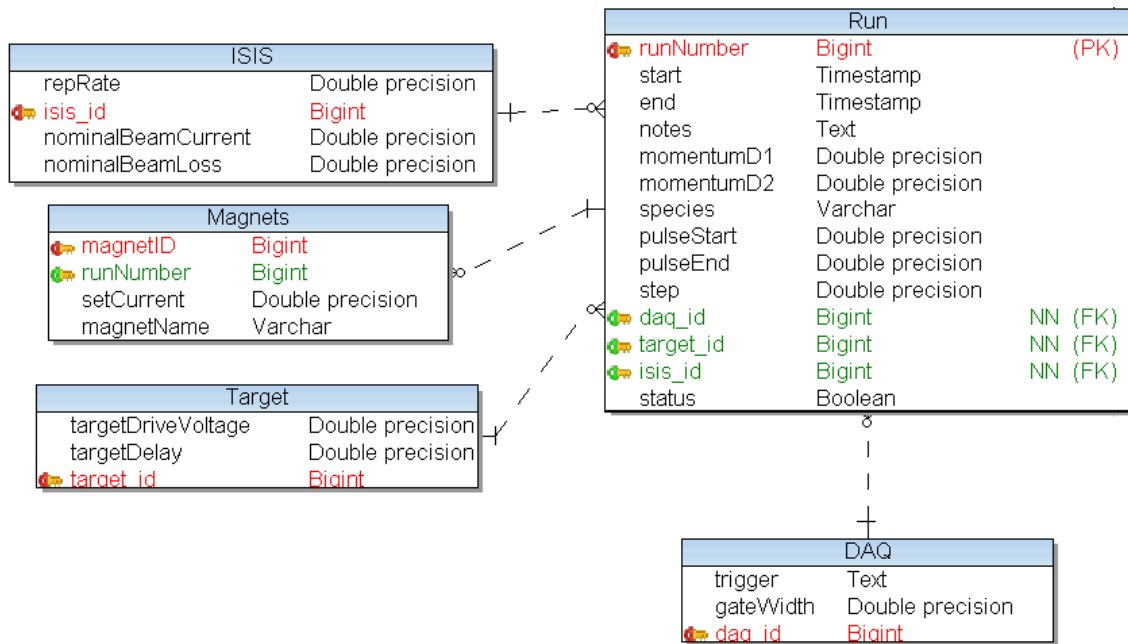 ISIS
repRate Double precision
isis_id Bigint
nominalBeamCurrent Double precision
nominalBeamLoss Double precision
Magnets
magnetID Bigint
runNumber Bigint
setCurrent Double precision
magnetName Varchar
Target
targetDriveVoltage Double precision
targetDelay Double precision
target_id Bigint
Run
runNumber Bigint (PK)
start Timestamp
end Timestamp
notes Text
momentumD1 Double precision
momentumD2 Double precision
species Varchar
pulseStart Double precision
pulseEnd Double precision
step Double precision
daq_id Bigint NN (FK)
target_id Bigint NN (FK)
isis_id Bigint NN (FK)
status Boolean
DAQ
trigger Text
gateWidth Double precision
daq_id Bigint